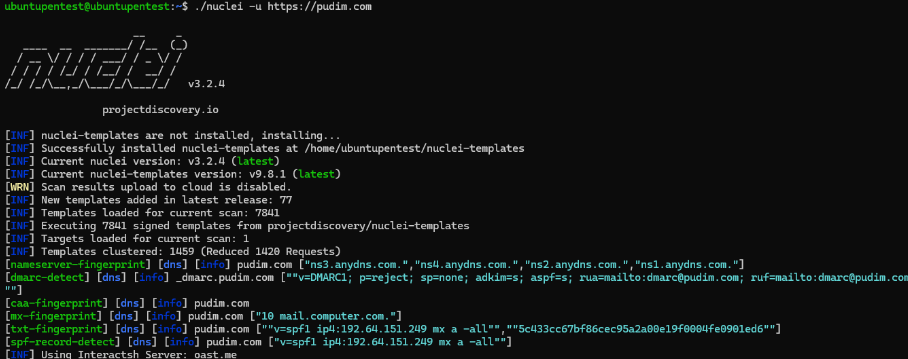 ubuntupentest@ubuntupentest:~$ ./nuclei -u https://pudim.com
nuclei v3.2.4
projectdiscovery.io
[INF] nuclei-templates are not installed, installing...
[INF] Successfully installed nuclei-templates at /home/ubuntupentest/nuclei-templates
[INF] Current nuclei version: v3.2.4 (latest)
[INF] Current nuclei-templates version: v9.8.1 (latest)
[WRN] Scan results upload to cloud is disabled.
[INF] New templates added in latest release: 77
[INF] Templates loaded for current scan: 7841
[INF] Executing 7841 signed templates from projectdiscovery/nuclei-templates
[INF] Targets loaded for current scan: 1
[INF] Templates clustered: 1459 (Reduced 1420 Requests)
[nameserver-fingerprint] [dns] [info] pudim.com ["ns3.anydns.com.","ns4.anydns.com.","ns2.anydns.com.","ns1.anydns.com."]
[dmarc-detect] [dns] [info] _dmarc.pudim.com [""v=DMARC1; p=reject; sp=none; adkim=s; aspf=s; rua=mailto:dmarc@pudim.com; ruf=mailto:dmarc@pudim.com
""]
[caa-fingerprint] [dns] [info] pudim.com
[mx-fingerprint] [dns] [info] pudim.com ["10 mail.computer.com."]
[txt-fingerprint] [dns] [info] pudim.com [""v=spf1 ip4:192.64.151.249 mx a -all"",""5c433cc67bf86cec95a2a00e19f0004fe0901ed6""]
[spf-record-detect] [dns] [info] pudim.com ["v=spf1 ip4:192.64.151.249 mx a -all""]
[INF] Using Interactsh Server: oast.me